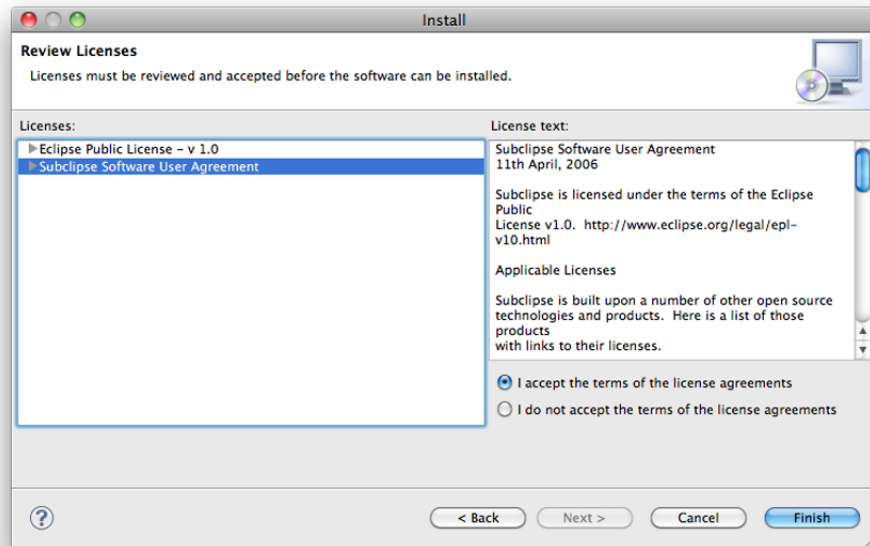 Install
Review Licenses
Licenses must be reviewed and accepted before the software can be installed.
Licenses:
Eclipse Public License – v 1.0
Subclipse Software User Agreement
License text:
Subclipse Software User Agreement
11th April, 2006
Subclipse is licensed under the terms of the Eclipse
Public
License v1.0.  http://www.eclipse.org/legal/epl-
v10.html
Applicable Licenses
Subclipse is built upon a number of other open source
technologies and products.  Here is a list of those
products
with links to their licenses.
I accept the terms of the license agreements
I do not accept the terms of the license agreements
?
< Back
Next >
Cancel
Finish